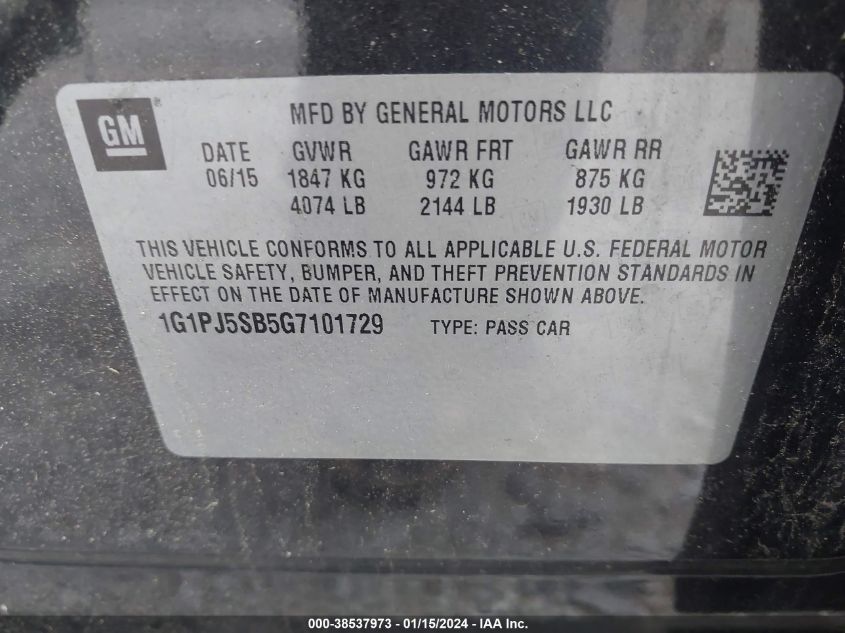 GM
MFD BY GENERAL MOTORS LLC
DATE GVWR GAWR FRT GAWR RR
06/15 1847 KG 972 KG 875 KG
4074 LB 2144 LB 1930 LB
THIS VEHICLE CONFORMS TO ALL APPLICABLE U.S. FEDERAL MOTOR
VEHICLE SAFETY, BUMPER, AND THEFT PREVENTION STANDARDS IN
EFFECT ON THE DATE OF MANUFACTURE SHOWN ABOVE.
1G1PJ5SB5G7101729 TYPE: PASS CAR
000-38537973 - 01/15/2024 - IAA Inc.